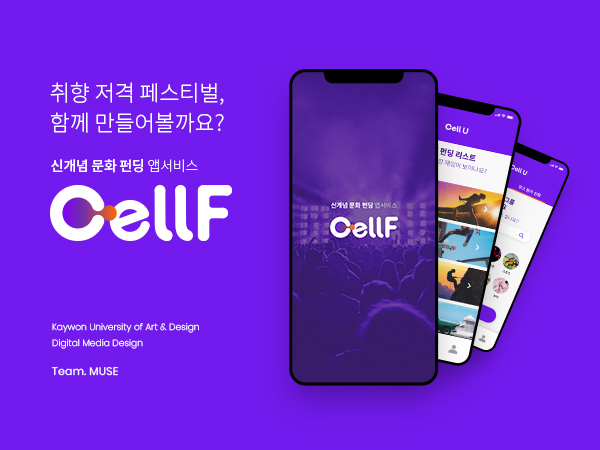 취향 저격 페스티벌,
함께 만들어볼까요?
신개념 문화 펀딩 앱서비스
CellF
Kaywon University of Art & Design
Digital Media Design
Team. MUSE
신개념 문화 펀딩 앱서비스
CellF
Cell U
펀딩 리스트
Cell U